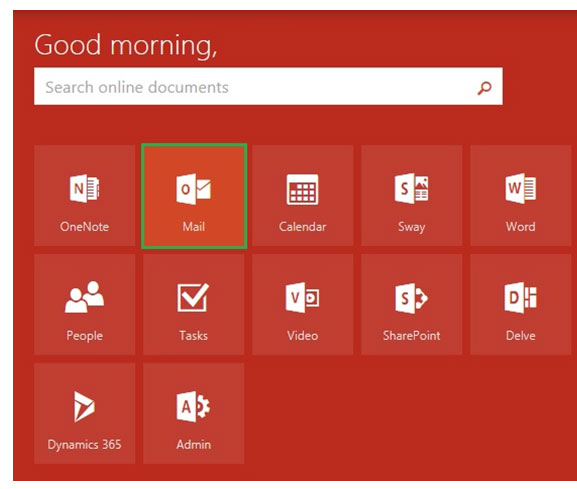 Good morning,
Search online documents
OneNote
Mail
Calendar
Sway
Word
People
Tasks
Video
SharePoint
Delve
Dynamics 365
Admin